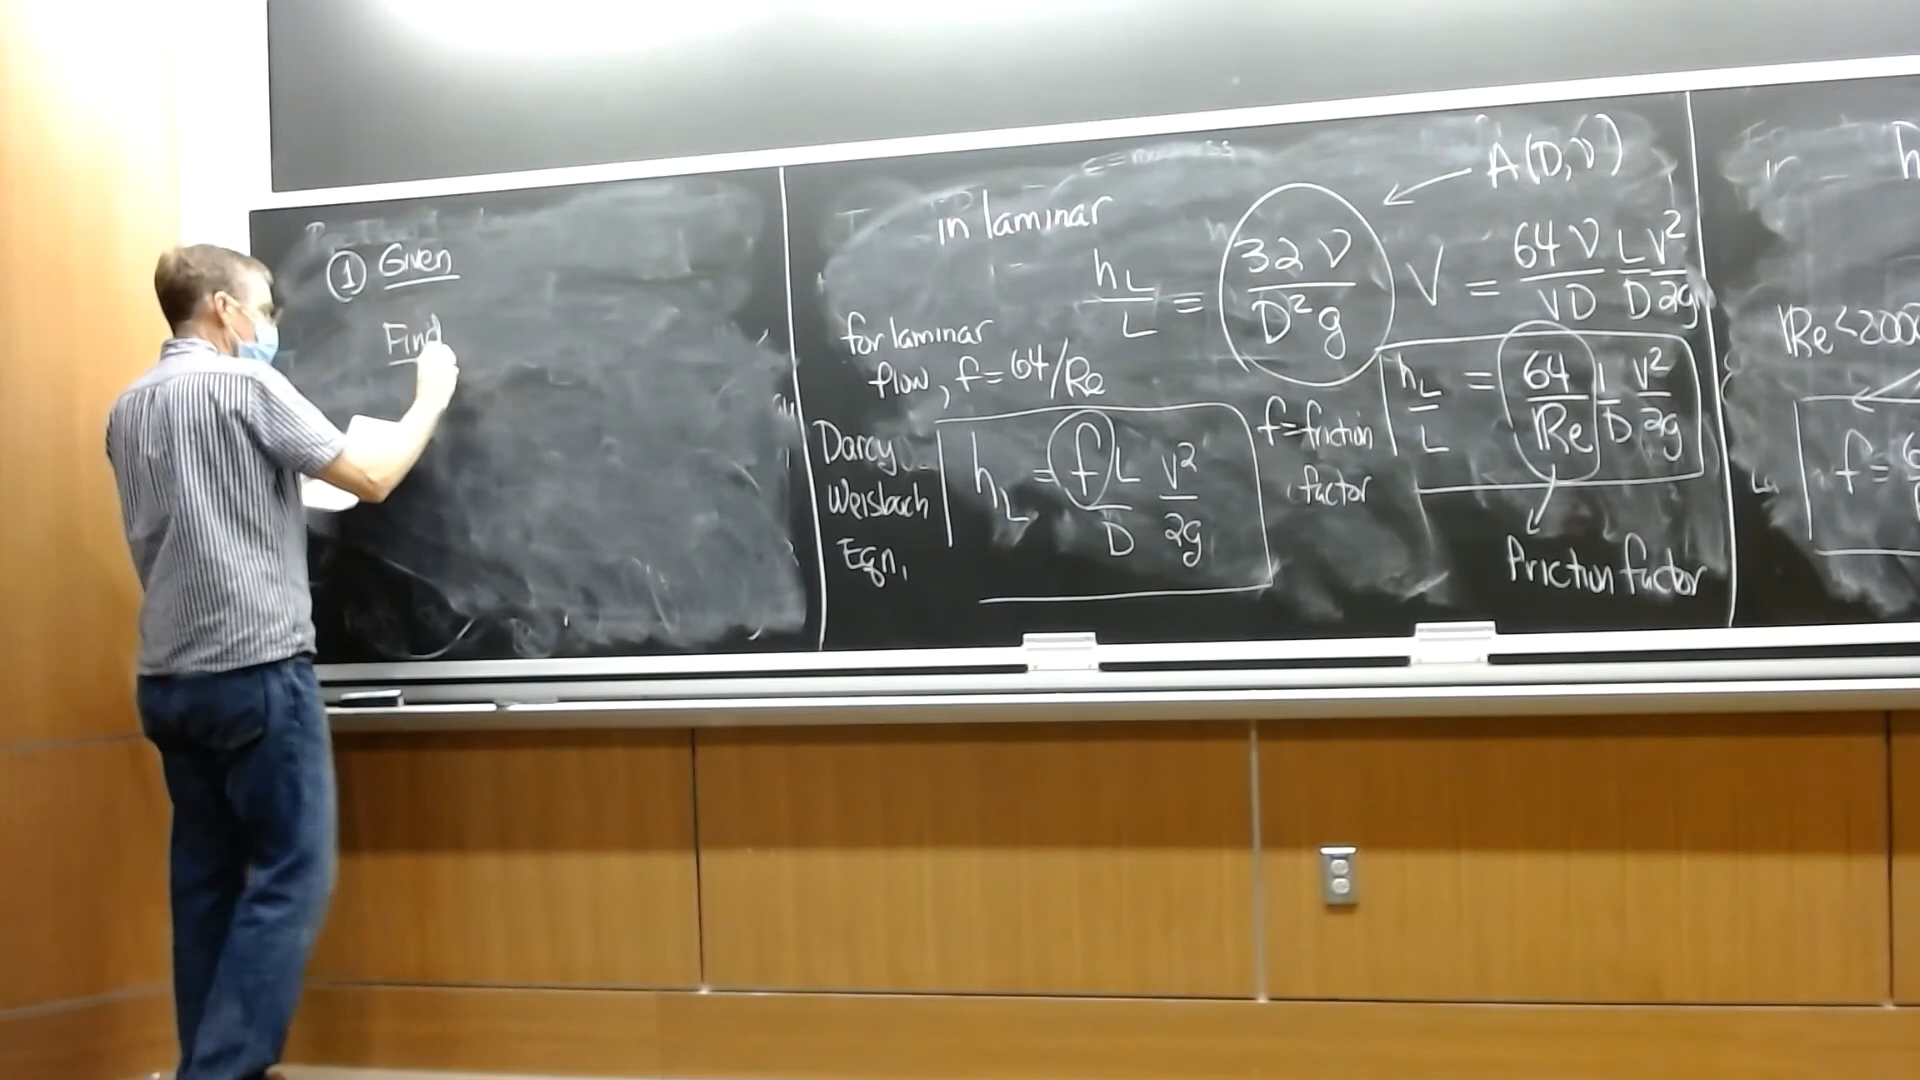 ① Given
Find
in laminar
A(D,ν)
h_L/L = 32ν/D²g V = 64ν/VD L/D V²/2g
for laminar
flow, f = 64/Re
h_L/L = 64/Re 1/D V²/2g
f = friction
factor
Friction factor
Darcy
Weisbach
Eqn.
h_L = f L/D V²/2g
Re<2000
f =